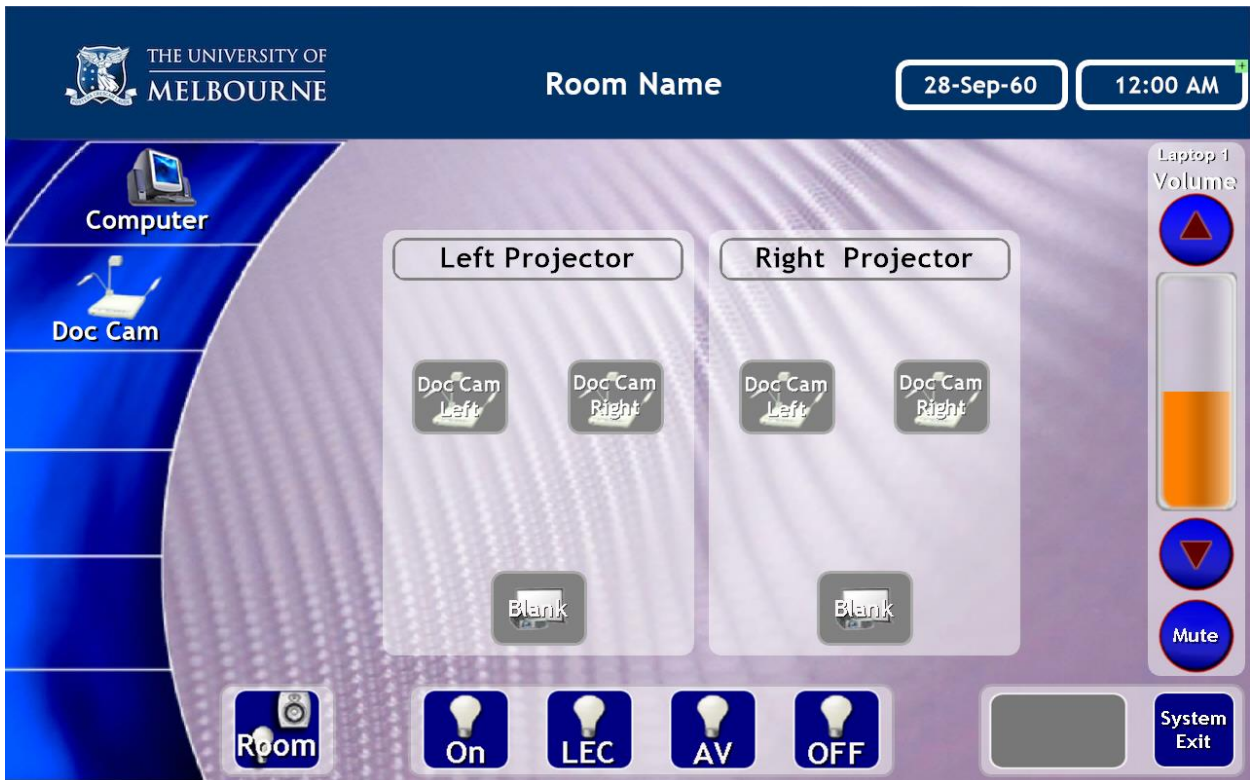 THE UNIVERSITY OF
MELBOURNE
Room Name
28-Sep-60
12:00 AM
Computer
Doc Cam
Left Projector
Doc Cam
Left
Doc Cam
Right
Blank
Right Projector
Doc Cam
Left
Doc Cam
Right
Blank
Laptop 1
Volume
Mute
Room
On
LEC
AV
OFF
System
Exit